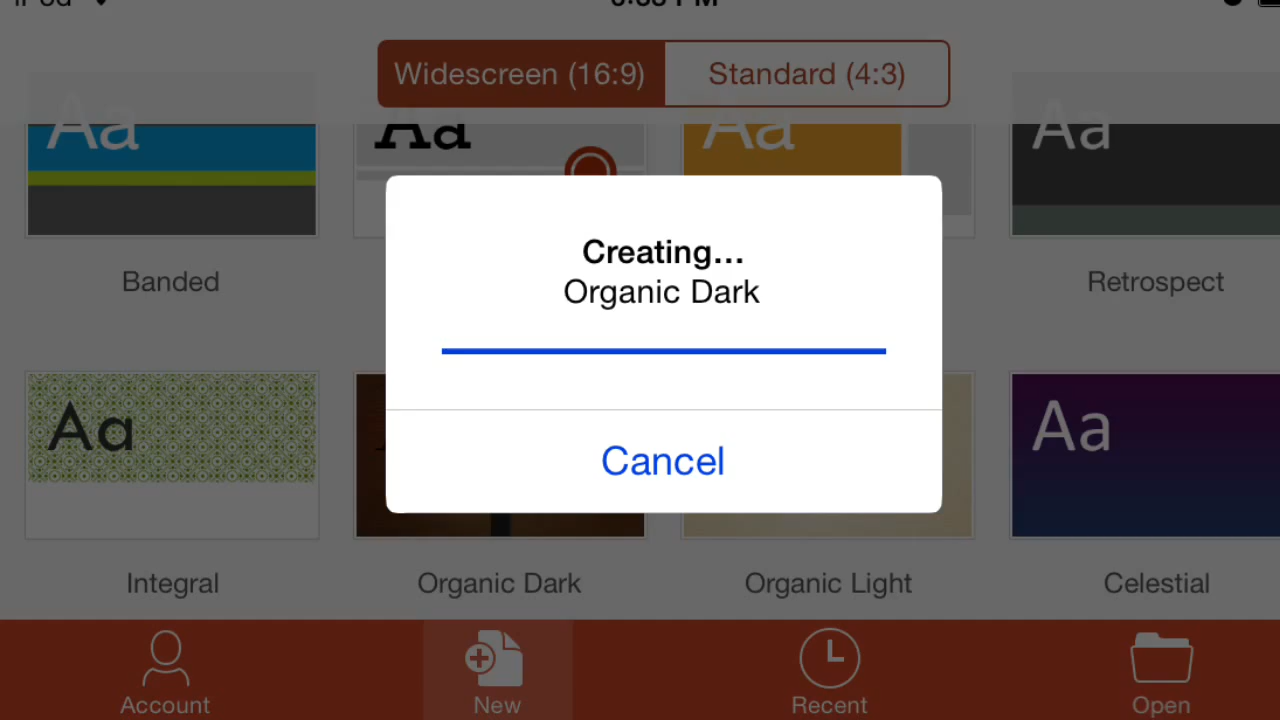 Widescreen (16:9)
Standard (4:3)
Aa
Aa
Aa
Aa
Banded
Retrospect
Creating...
Organic Dark
Cancel
Aa
Aa
Integral
Organic Dark
Organic Light
Celestial
Account
New
Recent
Open